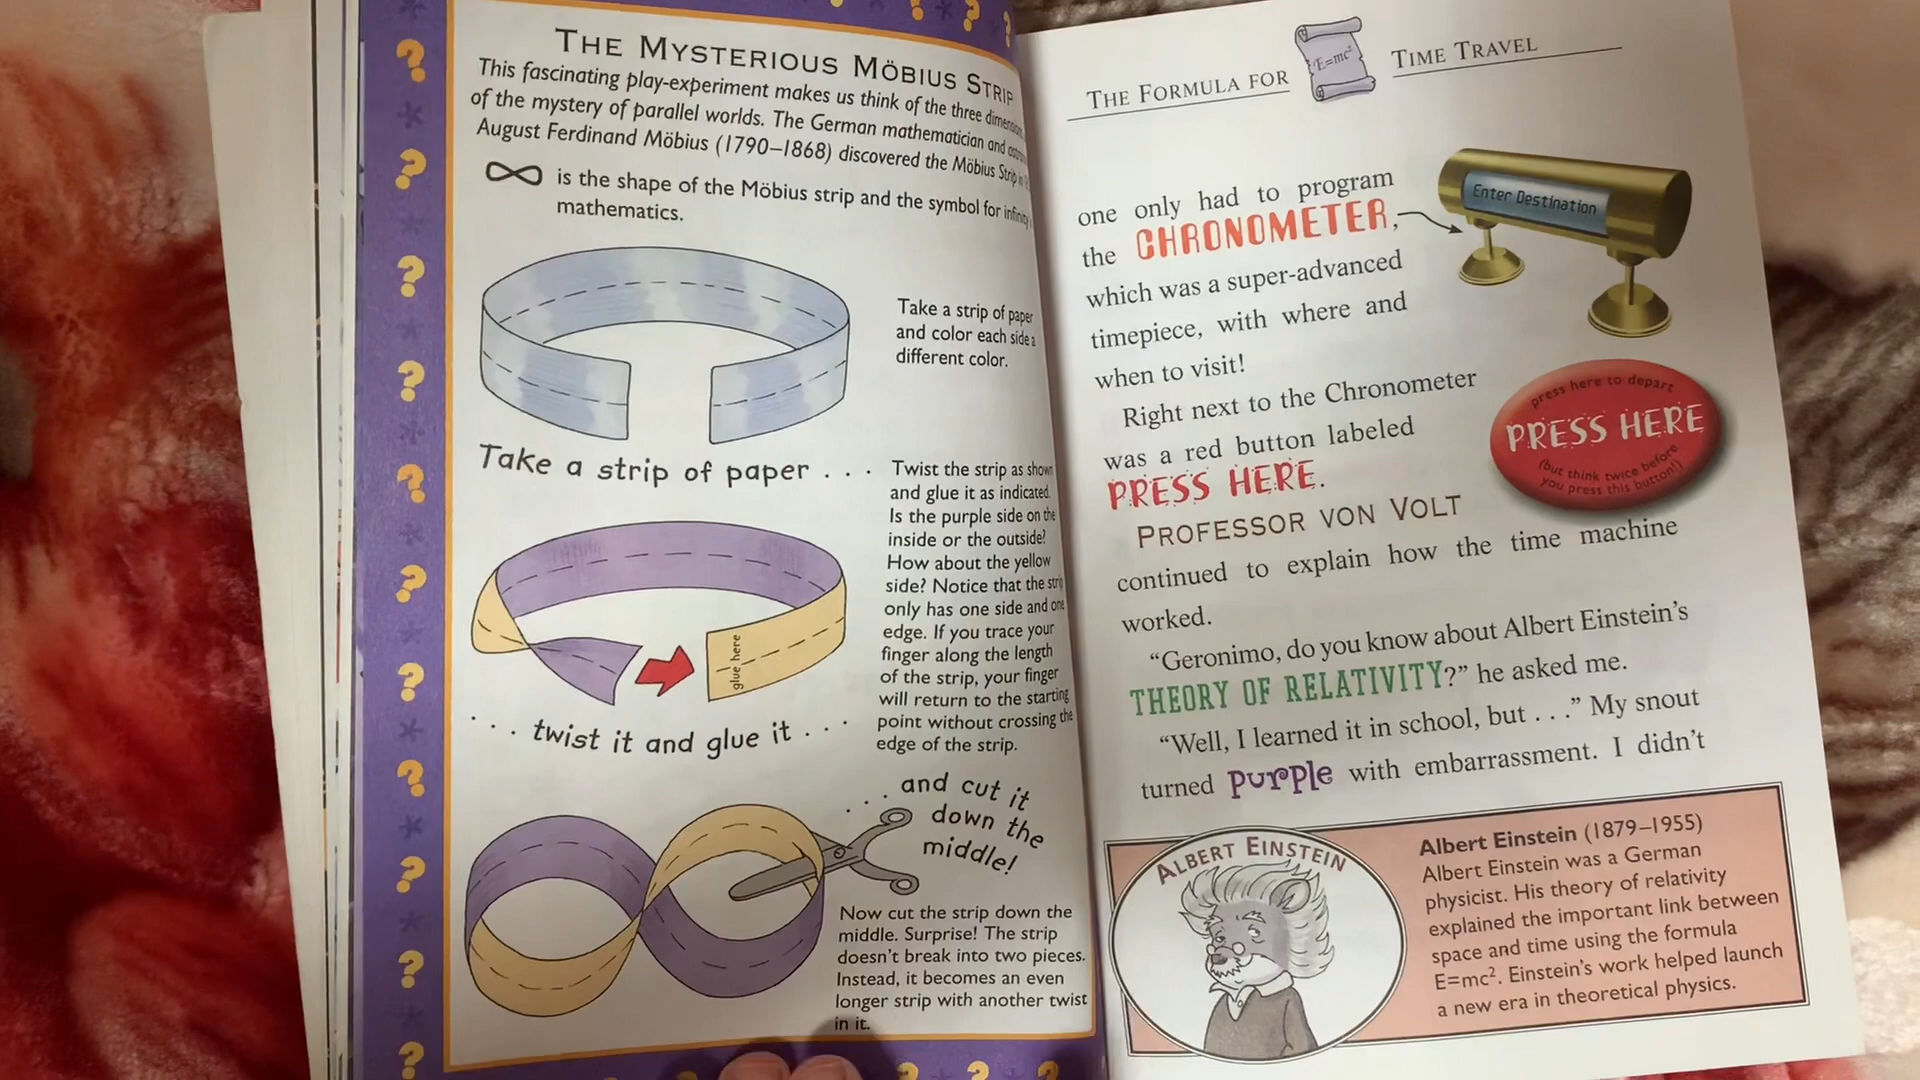 THE MYSTERIOUS MÖBIUS STRIP
This fascinating play-experiment makes us think of the three
of the mystery of parallel worlds. The German mathematician and
August Ferdinand Möbius (1790–1868) discovered the Möbius Strip
∞ is the shape of the Möbius strip and the symbol for infinity
mathematics.
Take a strip of paper
and color each side a
different color.
Take a strip of paper . . .
Twist the strip as shown
and glue it as indicated.
Is the purple side on the
inside or the outside?
How about the yellow
side? Notice that the strip
only has one side and one
edge. If you trace your
finger along the length
of the strip, your finger
will return to the starting
point without crossing the
edge of the strip.
glue here
. . . twist it and glue it . . .
. . . and cut it
down the
middle!
Now cut the strip down the
middle. Surprise! The strip
doesn't break into two pieces.
Instead, it becomes an even
longer strip with another twist
in it.
THE FORMULA FOR E=mc² TIME TRAVEL
one only had to program
the CHRONOMETER,
which was a super-advanced
timepiece, with where and
when to visit!
Enter Destination
Right next to the Chronometer
was a red button labeled
PRESS HERE.
press here to depart
PRESS HERE
(but think twice before
you press this button!)
PROFESSOR VON VOLT
continued to explain how the time machine
worked.
“Geronimo, do you know about Albert Einstein’s
THEORY OF RELATIVITY?” he asked me.
“Well, I learned it in school, but . . .” My snout
turned purple with embarrassment. I didn’t
ALBERT EINSTEIN
Albert Einstein (1879–1955)
Albert Einstein was a German
physicist. His theory of relativity
explained the important link between
space and time using the formula
E=mc². Einstein’s work helped launch
a new era in theoretical physics.